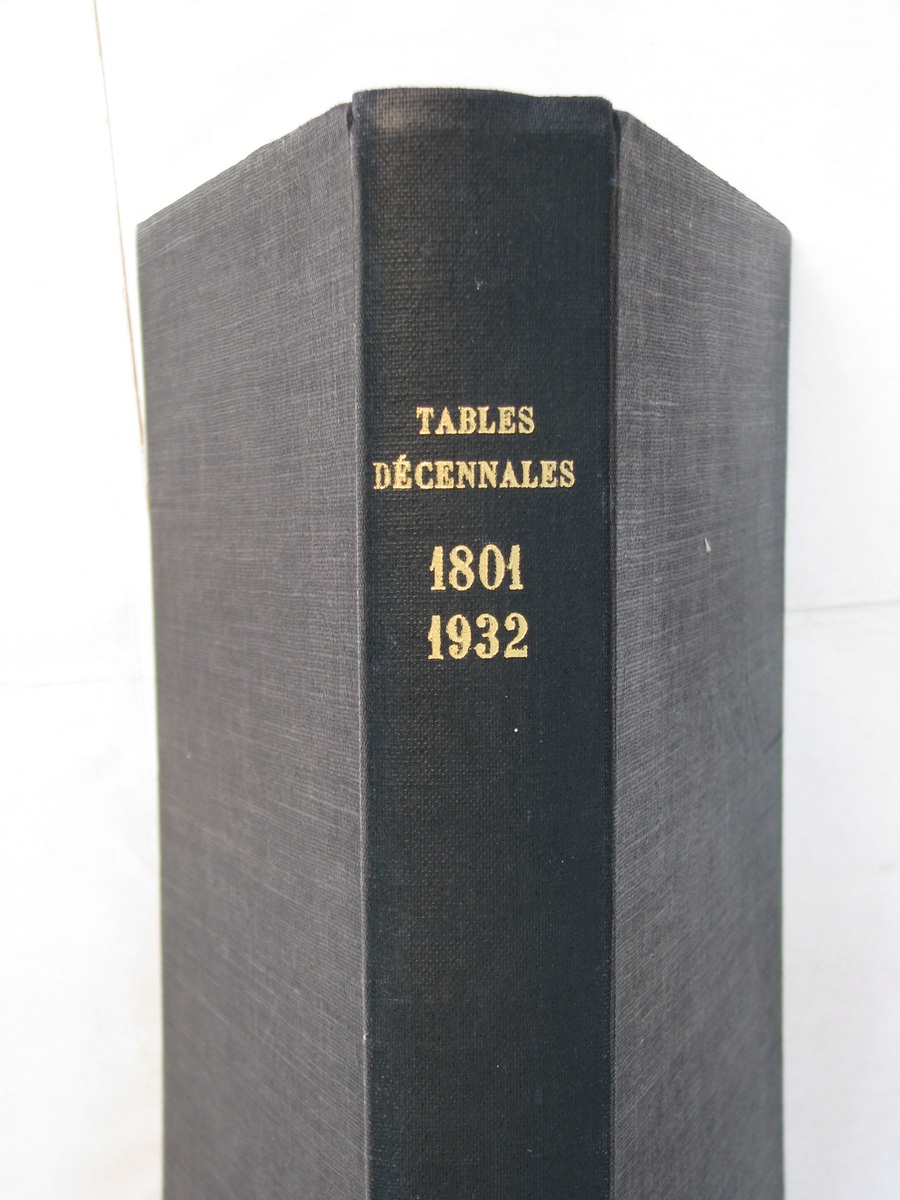 TABLES
DÉCENNALES
1801
1932